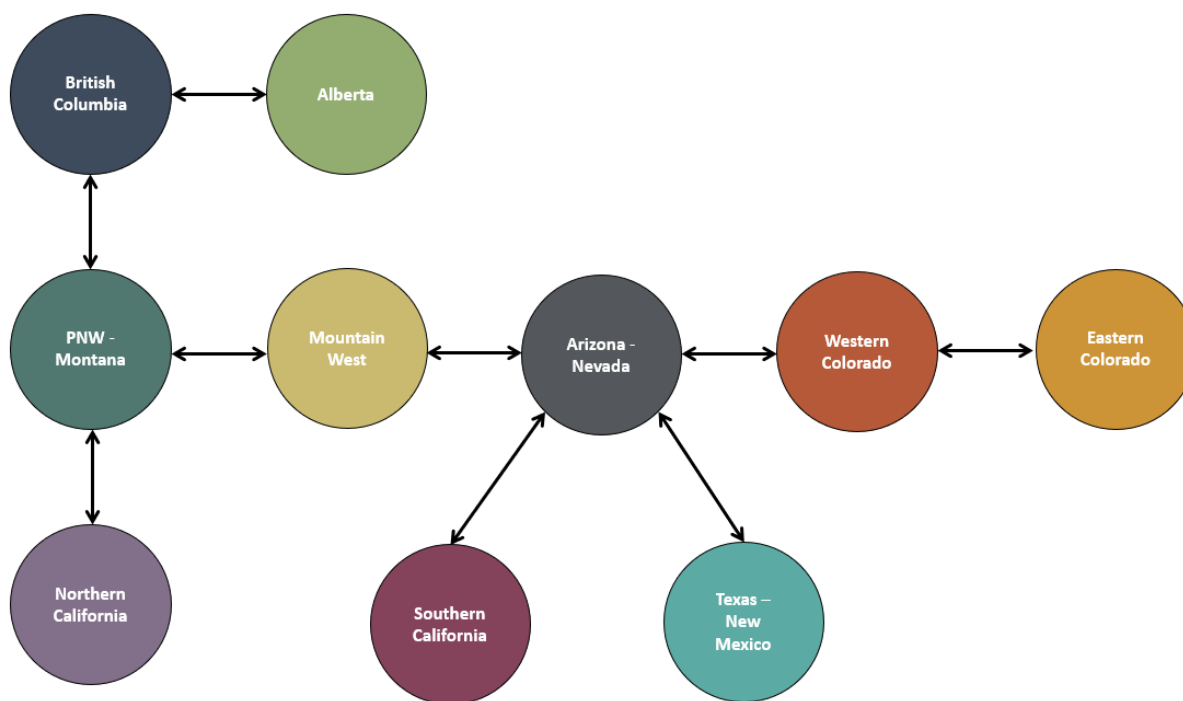 British
Columbia
Alberta
PNW -
Montana
Mountain
West
Arizona -
Nevada
Western
Colorado
Eastern
Colorado
Northern
California
Southern
California
Texas –
New
Mexico